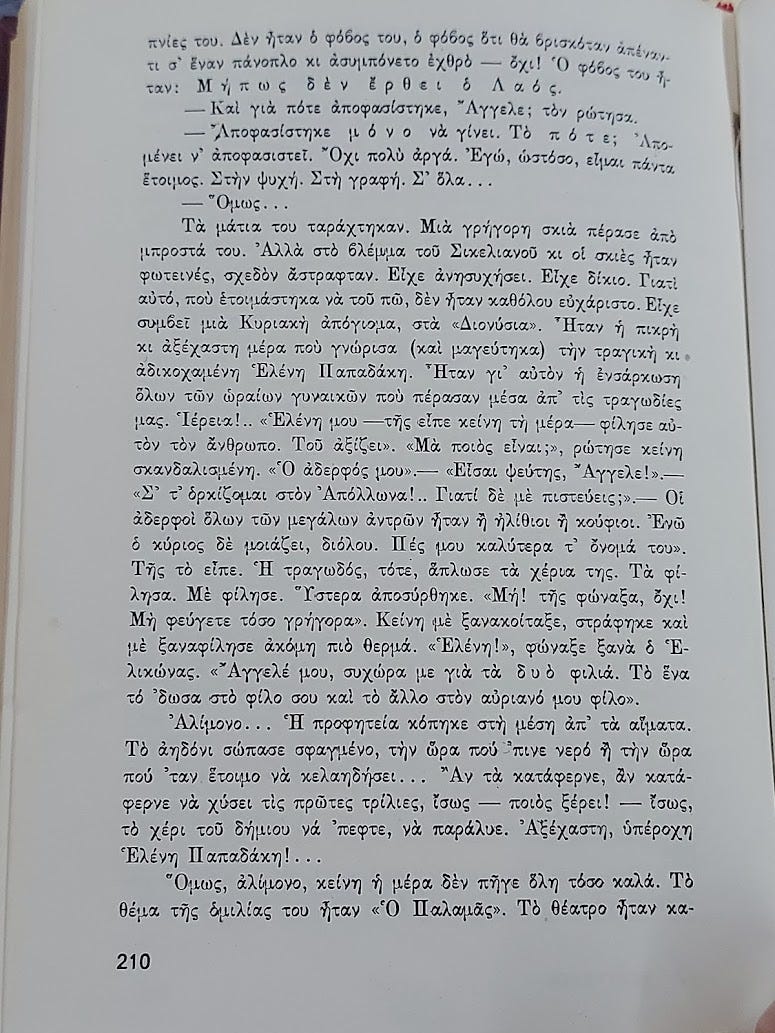 πνίες του. Δὲν ἦταν ὁ φόβος του, ὁ φόβος ὅτι θὰ βρισκόταν ἀπέναν-
τι σ' ἕναν πάνοπλο κι ἀσυμπόνετο ἐχθρὸ — ὄχι! Ὁ φόβος του ἦ-
ταν: Μήπως δὲν ἔρθει ὁ Λαός.
— Καὶ γιὰ πότε ἀποφασίστηκε, Ἄγγελε; τὸν ρώτησα.
— Ἀποφασίστηκε μόνο νὰ γίνει. Τὸ πότε; Ἀπο-
μένει ν' ἀποφασιστεῖ. Ὄχι πολὺ ἀργά. Ἐγώ, ὡστόσο, εἶμαι πάντα
ἕτοιμος. Στὴν ψυχή. Στὴ γραφή. Σ' ὅλα...
— Ὅμως...
Τὰ μάτια του ταράχτηκαν. Μιὰ γρήγορη σκιὰ πέρασε ἀπὸ
μπροστά του. Ἀλλὰ στὸ βλέμμα τοῦ Σικελιανοῦ κι οἱ σκιὲς ἦταν
φωτεινές, σχεδὸν ἄστραφταν. Εἶχε ἀνησυχήσει. Εἶχε δίκιο. Γιατὶ
αὐτό, ποὺ ἑτοιμάστηκα νὰ τοῦ πῶ, δὲν ἦταν καθόλου εὐχάριστο. Εἶχε
συμβεῖ μιὰ Κυριακὴ ἀπόγιομα, στὰ «Διονύσια». Ἦταν ἡ πικρὴ
κι ἀξέχαστη μέρα ποὺ γνώρισα (καὶ μαγεύτηκα) τὴν τραγικὴ κι
ἀδικοχαμένη Ἑλένη Παπαδάκη. Ἦταν γι' αὐτὸν ἡ ἐνσάρκωση
ὅλων τῶν ὡραίων γυναικῶν ποὺ πέρασαν μέσα ἀπ' τὶς τραγωδίες
μας. Ἱέρεια!.. «Ἑλένη μου —τῆς εἶπε κείνη τὴ μέρα— φίλησε αὐ-
τὸν τὸν ἄνθρωπο. Τοῦ ἀξίζει». «Μὰ ποιὸς εἶναι;», ρώτησε κείνη
σκανδαλισμένη. «Ὁ ἀδερφός μου».— «Εἶσαι ψεύτης, Ἄγγελε!».—
«Σ' τ' ὁρκίζομαι στὸν Ἀπόλλωνα!.. Γιατί δὲ μὲ πιστεύεις;».— Οἱ
ἀδερφοὶ ὅλων τῶν μεγάλων ἀντρῶν ἦταν ἢ ἠλίθιοι ἢ κούφιοι. Ἐνῶ
ὁ κύριος δὲ μοιάζει, διόλου. Πές μου καλύτερα τ' ὄνομά του».
Τῆς τὸ εἶπε. Ἡ τραγωδός, τότε, ἅπλωσε τὰ χέρια της. Τὰ φί-
λησα. Μὲ φίλησε. Ὕστερα ἀποσύρθηκε. «Μή! τῆς φώναξα, ὄχι!
Μὴ φεύγετε τόσο γρήγορα». Κείνη μὲ ξανακοίταξε, στράφηκε καὶ
μὲ ξαναφίλησε ἀκόμη πιὸ θερμά. «Ἑλένη!», φώναξε ξανὰ ὁ Ἑ-
λικώνας. «Ἄγγελέ μου, συχώρα με γιὰ τὰ δυὸ φιλιά. Τὸ ἕνα
τό 'δωσα στὸ φίλο σου καὶ τὸ ἄλλο στὸν αὐριανό μου φίλο».
Ἀλίμονο... Ἡ προφητεία κόπηκε στὴ μέση ἀπ' τὰ αἵματα.
Τὸ ἀηδόνι σώπασε σφαγμένο, τὴν ὥρα πού 'πινε νερό ἢ τὴν ὥρα
πού 'ταν ἕτοιμο νὰ κελαηδήσει... Ἂν τὰ κατάφερνε, ἂν κατά-
φερνε νὰ χύσει τὶς πρῶτες τρίλιες, ἴσως — ποιὸς ξέρει! — ἴσως,
τὸ χέρι τοῦ δήμιου νά 'πεφτε, νὰ παράλυε. Ἀξέχαστη, ὑπέροχη
Ἑλένη Παπαδάκη!...
Ὅμως, ἀλίμονο, κείνη ἡ μέρα δὲν πῆγε ὅλη τόσο καλά. Τὸ
θέμα τῆς ὁμιλίας του ἦταν «Ὁ Παλαμᾶς». Τὸ θέατρο ἦταν κα-
210